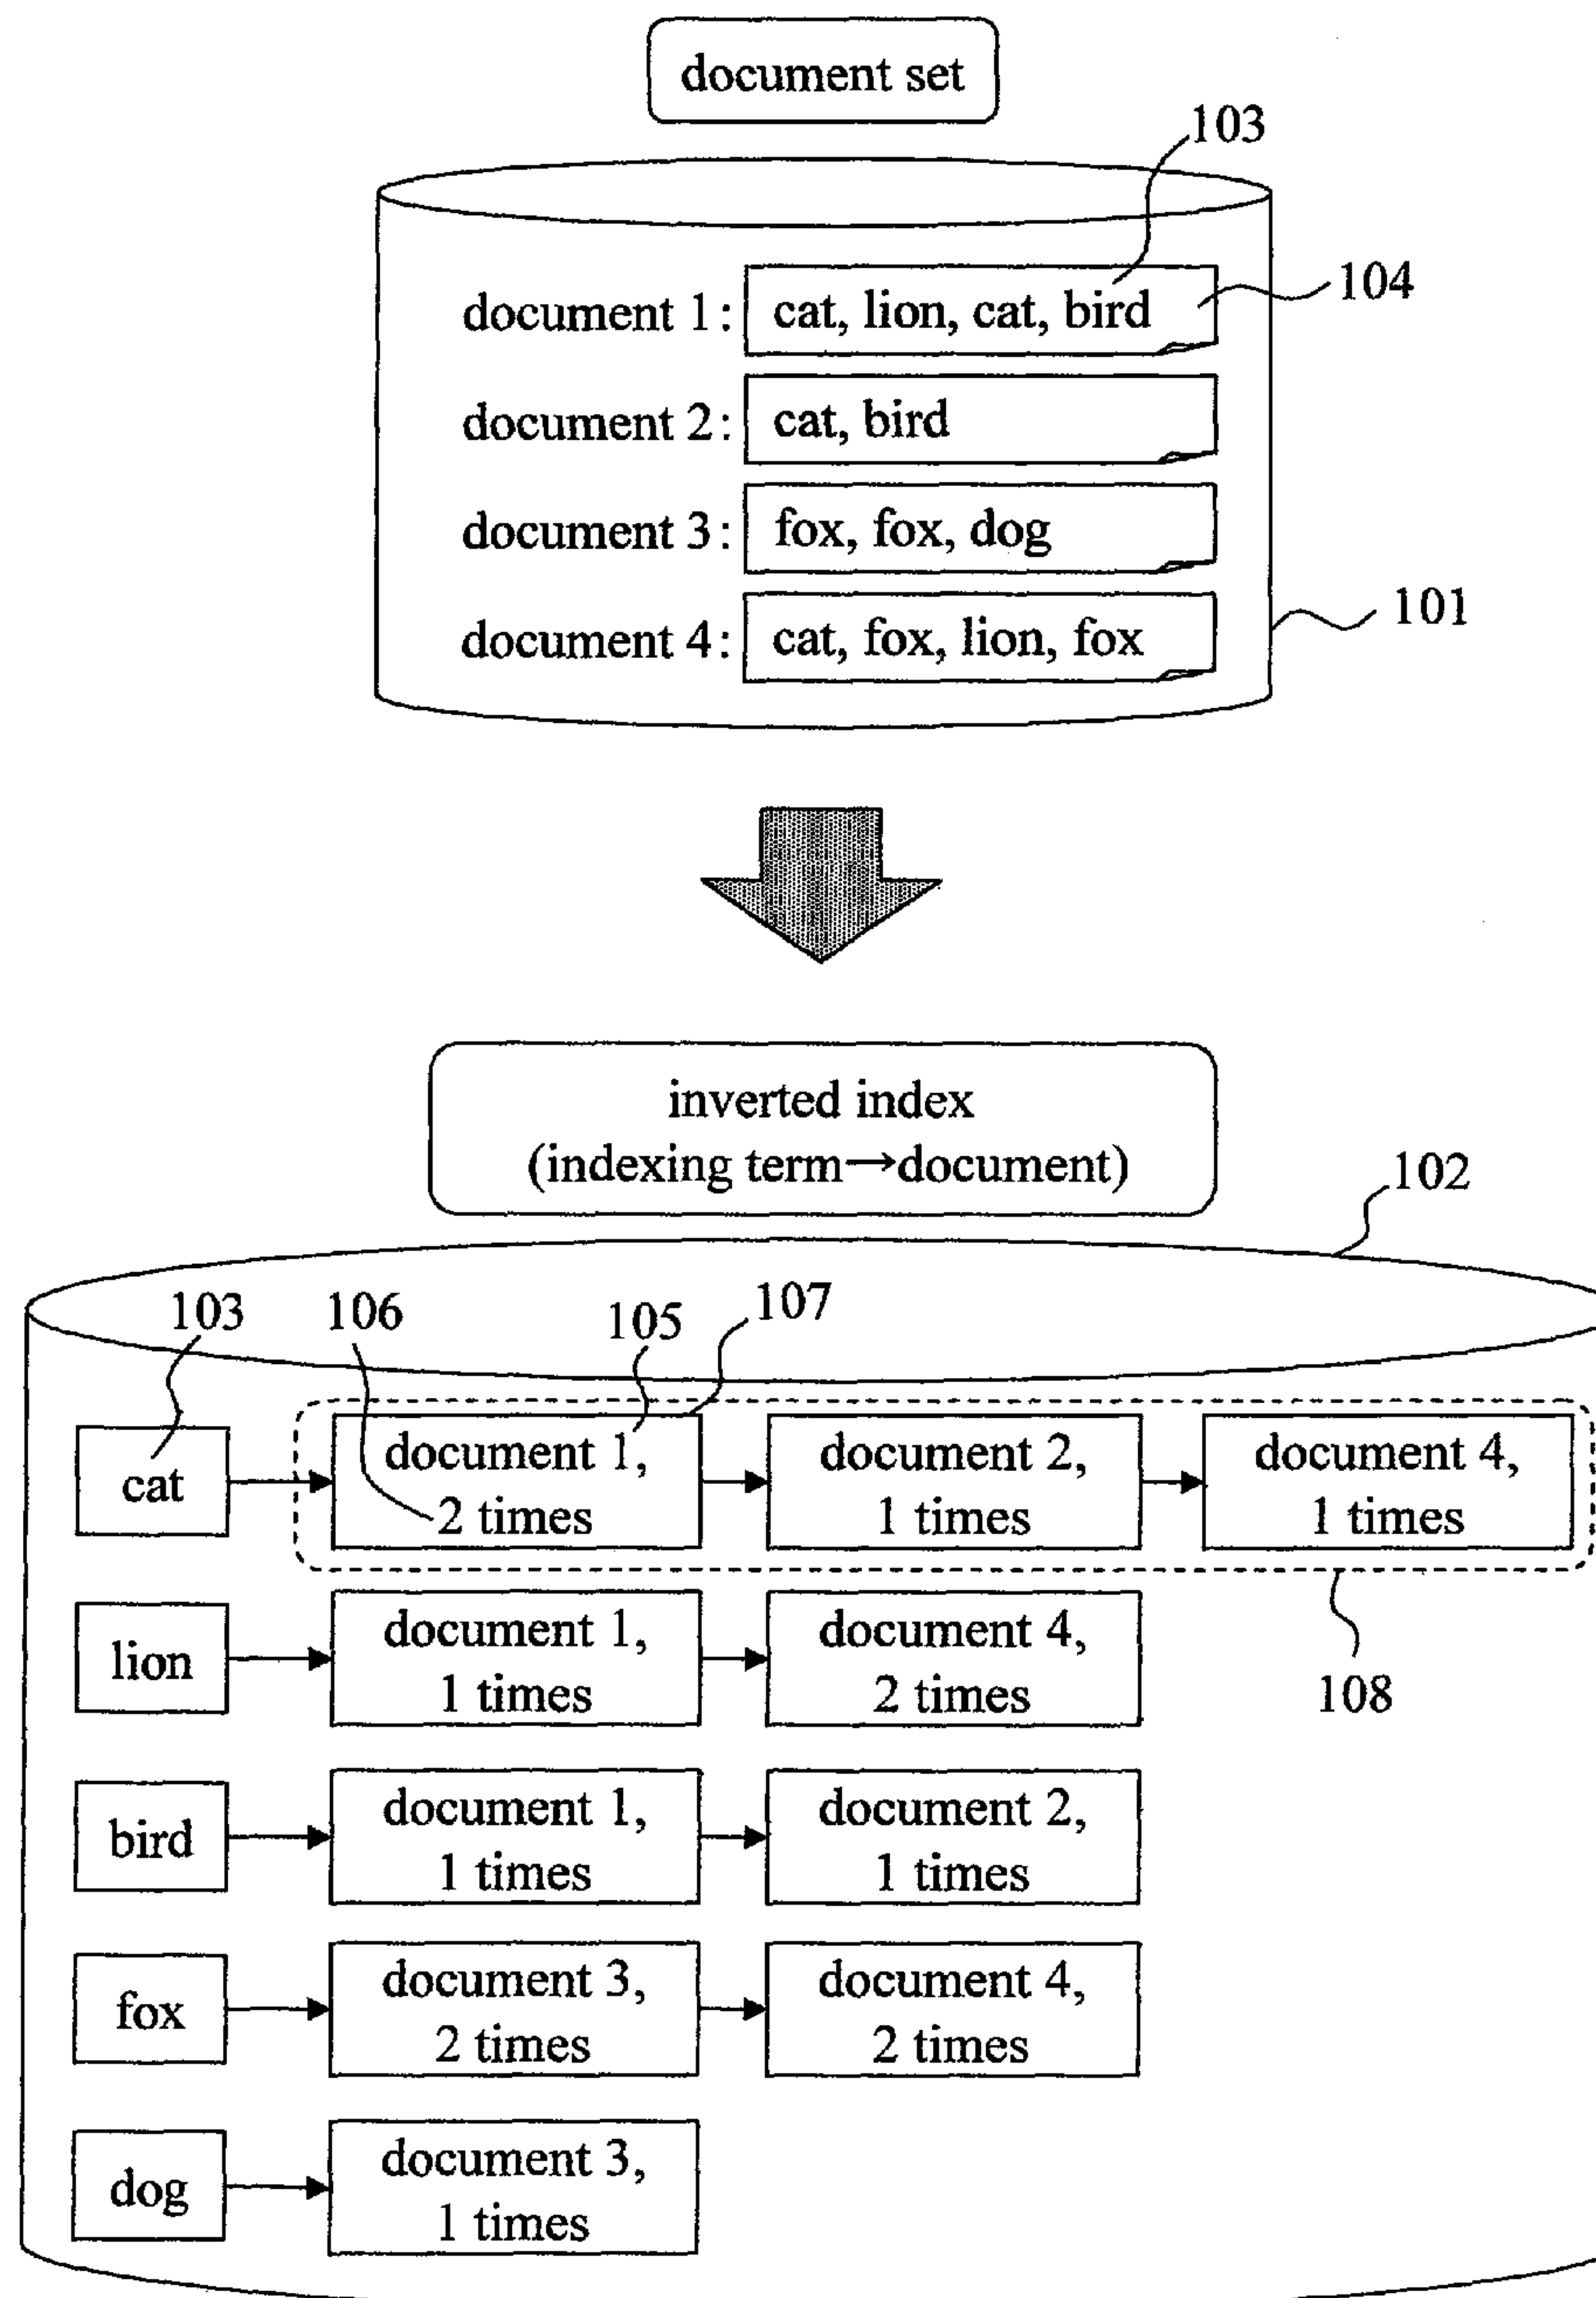 document set
103
document 1: cat, lion, cat, bird
104
document 2: cat, bird
document 3: fox, fox, dog
101
document 4: cat, fox, lion, fox
inverted index
(indexing term→document)
102
103
106
105
107
cat
document 1,
2 times
document 2,
1 times
document 4,
1 times
108
lion
document 1,
1 times
document 4,
2 times
bird
document 1,
1 times
document 2,
1 times
fox
document 3,
2 times
document 4,
2 times
dog
document 3,
1 times